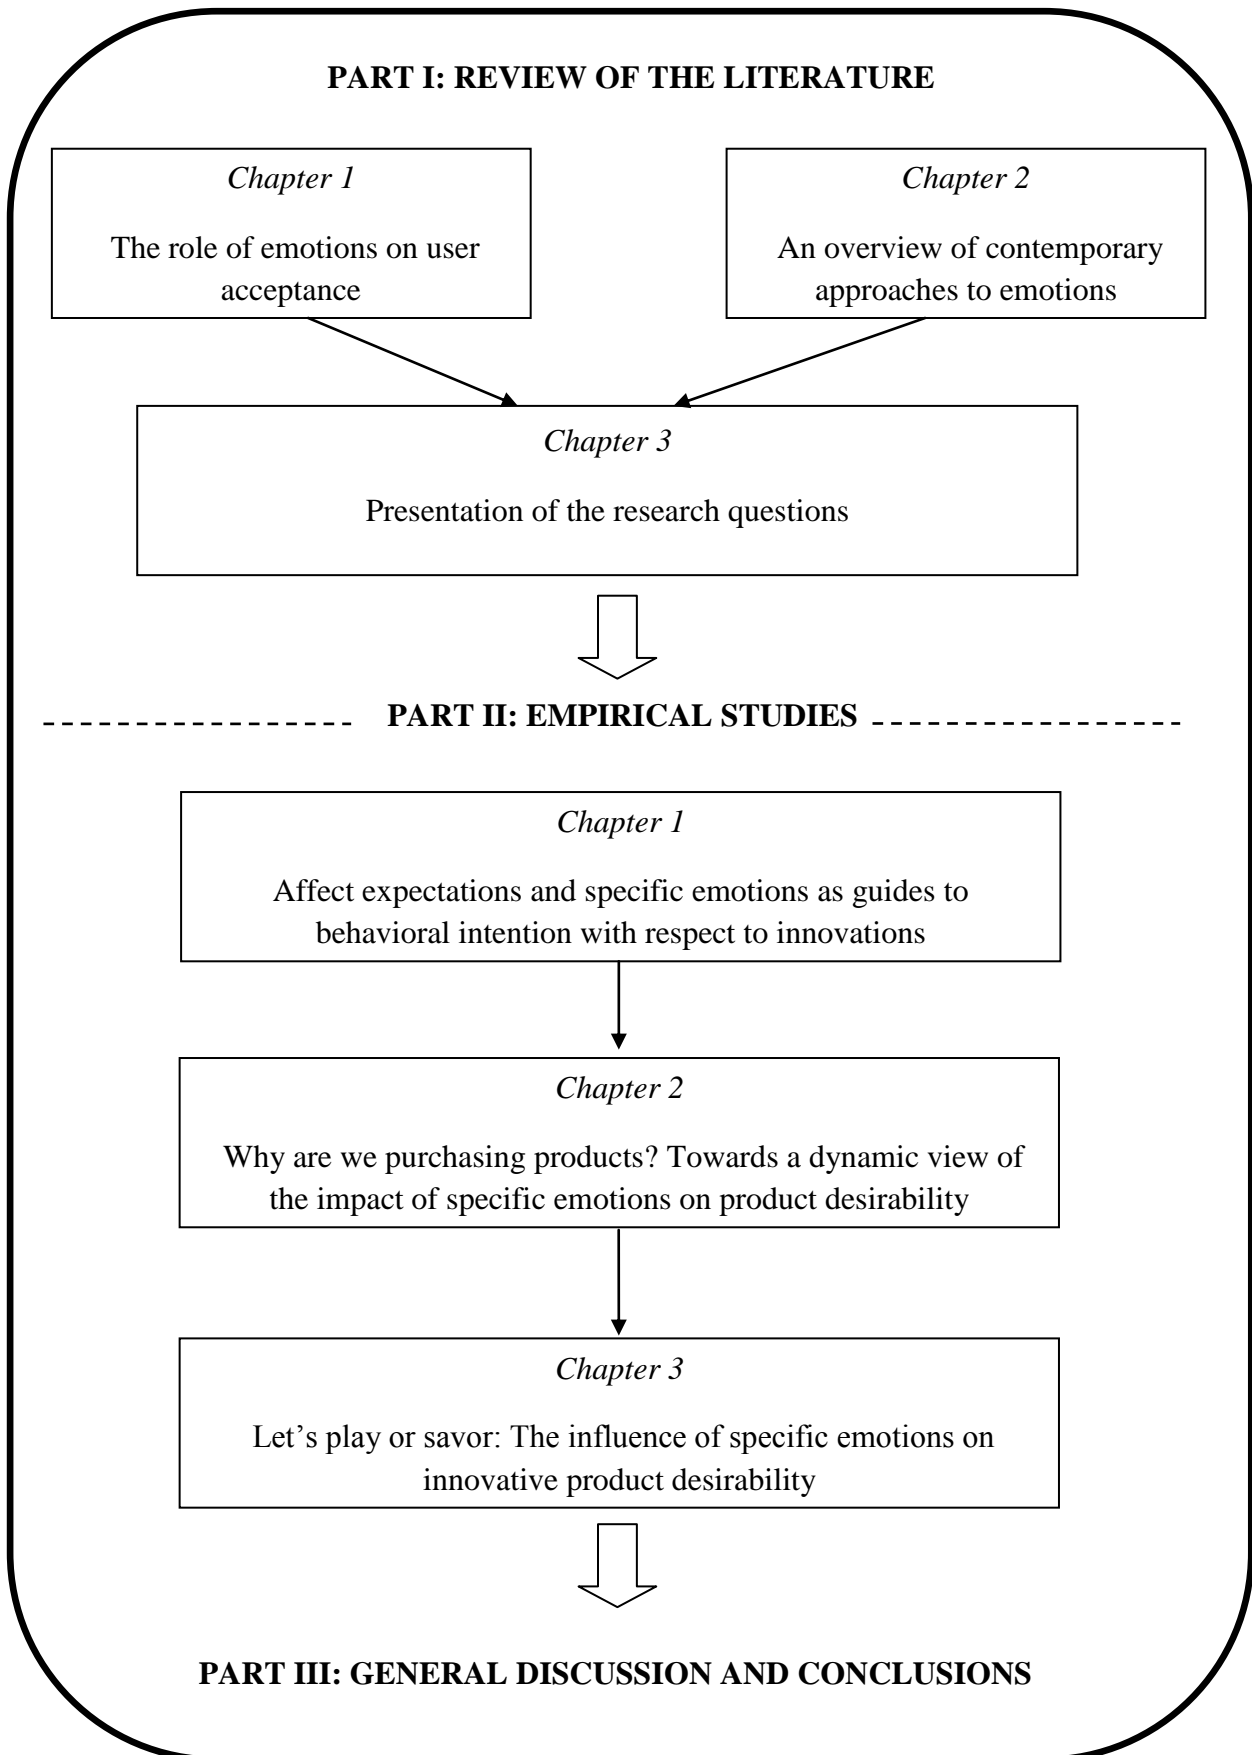 PART I: REVIEW OF THE LITERATURE
Chapter 1
The role of emotions on user
acceptance
Chapter 2
An overview of contemporary
approaches to emotions
Chapter 3
Presentation of the research questions
PART II: EMPIRICAL STUDIES
Chapter 1
Affect expectations and specific emotions as guides to
behavioral intention with respect to innovations
Chapter 2
Why are we purchasing products? Towards a dynamic view of
the impact of specific emotions on product desirability
Chapter 3
Let’s play or savor: The influence of specific emotions on
innovative product desirability
PART III: GENERAL DISCUSSION AND CONCLUSIONS